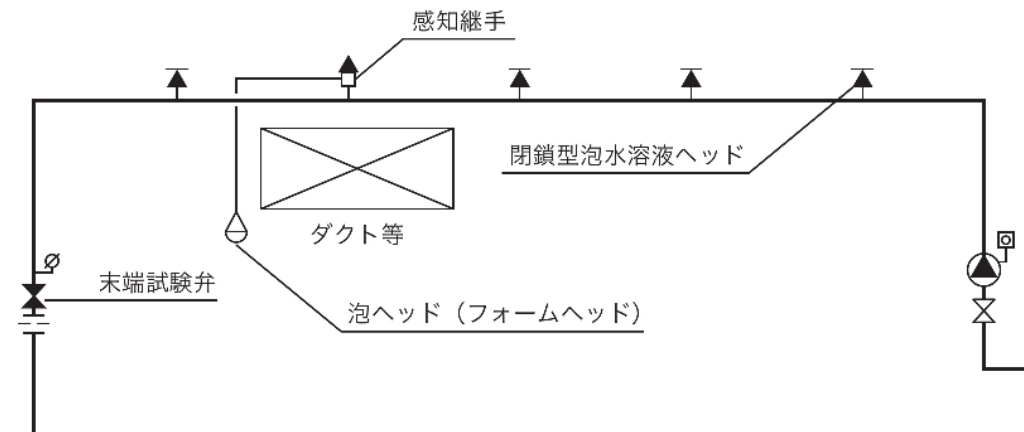 感知継手
閉鎖型泡水溶液ヘッド
ダクト等
末端試験弁
泡ヘッド（フォームヘッド）